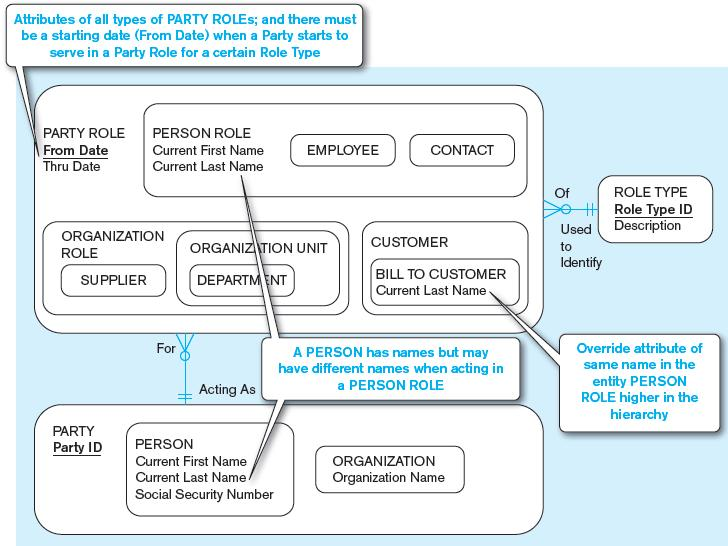 Attributes of all types of PARTY ROLEs; and there must
be a starting date (From Date) when a Party starts to
serve in a Party Role for a certain Role Type
PARTY ROLE
From Date
Thru Date
PERSON ROLE
Current First Name
Current Last Name
EMPLOYEE
CONTACT
Of
Used
to
Identify
ROLE TYPE
Role Type ID
Description
ORGANIZATION
ROLE
SUPPLIER
ORGANIZATION UNIT
DEPARTMENT
CUSTOMER
BILL TO CUSTOMER
Current Last Name
For
Acting As
A PERSON has names but may
have different names when acting in
a PERSON ROLE
Override attribute of
same name in the
entity PERSON
ROLE higher in the
hierarchy
PARTY
Party ID
PERSON
Current First Name
Current Last Name
Social Security Number
ORGANIZATION
Organization Name